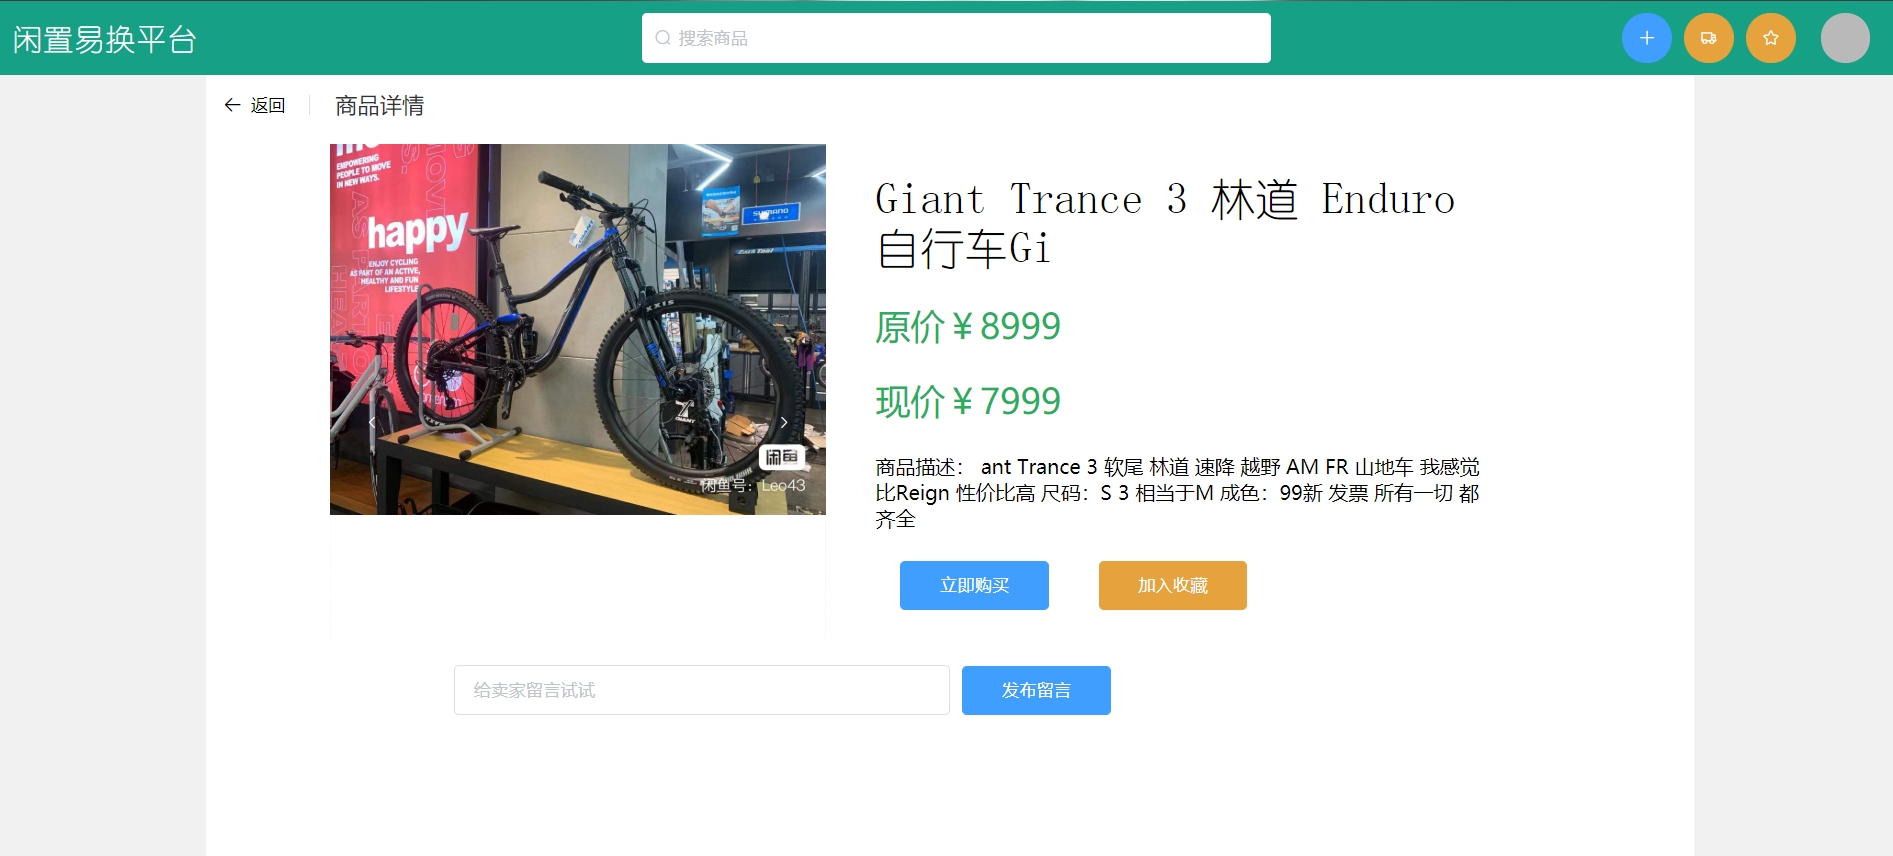 闲置易换平台
搜索商品
返回
商品详情
EMPOWERING
PEOPLE TO MOVE
IN NEW WAYS.
happy
ENJOY CYCLING
AS PART OF AN ACTIVE,
HEALTHY AND FUN
LIFESTYLE
SHIMANO
MAXXIS
GIANT
闲鱼
闲鱼号：Leo43
Giant Trance 3 林道 Enduro
自行车Gi
原价￥8999
现价￥7999
商品描述： ant Trance 3 软尾 林道 速降 越野 AM FR 山地车 我感觉
比Reign 性价比高 尺码：S 3 相当于M 成色：99新 发票 所有一切 都
齐全
立即购买
加入收藏
给卖家留言试试
发布留言